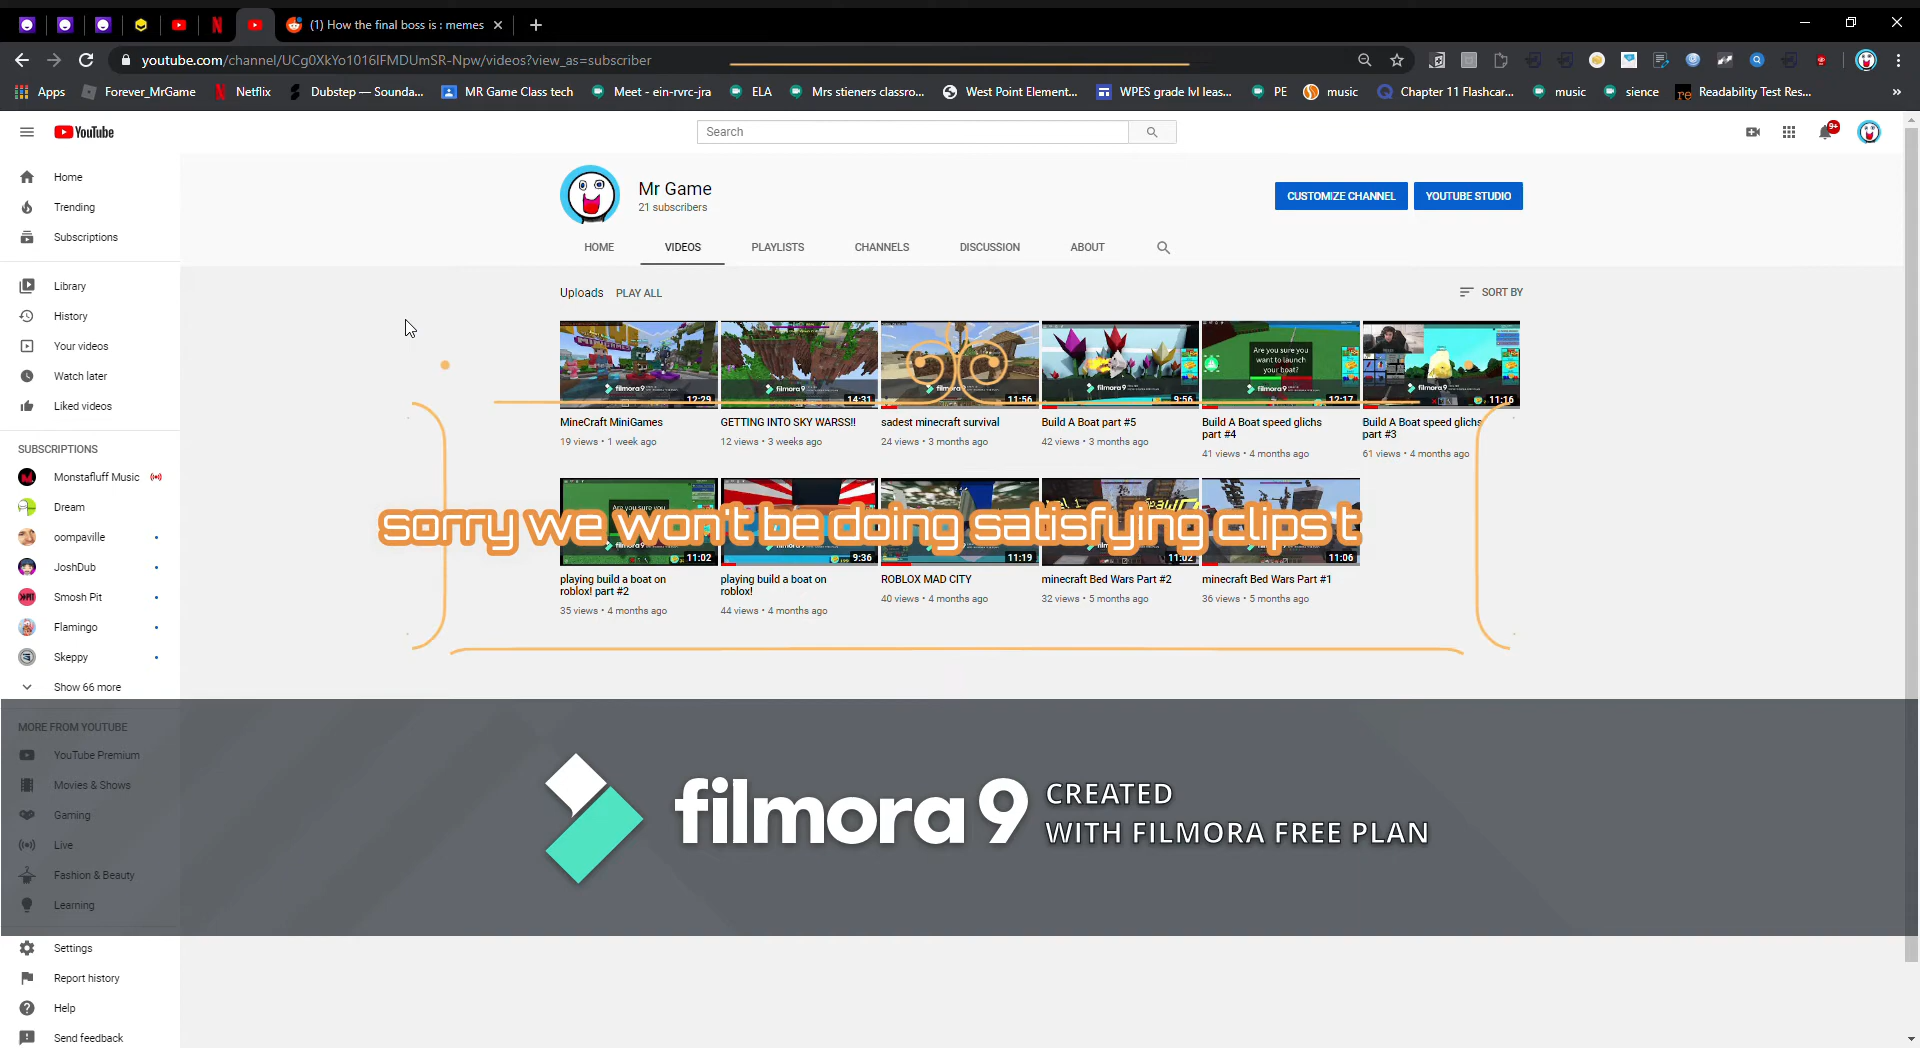 (1) How the final boss is : memes
youtube.com/channel/UCg0XkYo1016IFMDUmSR-Npw/videos?view_as=subscriber
Apps Forever_MrGame Netflix Dubstep — Sounda... MR Game Class tech Meet - ein-rvrc-jra ELA Mrs stieners classro... West Point Element... WPES grade lvl leas... PE music Chapter 11 Flashcar... music sience Readability Test Res...
YouTube
Search
9+
Home
Trending
Subscriptions
Library
History
Your videos
Watch later
Liked videos
SUBSCRIPTIONS
Monstafluff Music
Dream
oompaville
JoshDub
Smosh Pit
Flamingo
Skeppy
Show 66 more
MORE FROM YOUTUBE
YouTube Premium
Movies & Shows
Gaming
Live
Fashion & Beauty
Learning
Settings
Report history
Help
Send feedback
Mr Game
21 subscribers
CUSTOMIZE CHANNEL YOUTUBE STUDIO
HOME VIDEOS PLAYLISTS CHANNELS DISCUSSION ABOUT
Uploads PLAY ALL
SORT BY
12:29
MineCraft MiniGames
19 views • 1 week ago
14:31
GETTING INTO SKY WARSS!!
12 views • 3 weeks ago
11:56
sadest minecraft survival
24 views • 3 months ago
9:56
Build A Boat part #5
42 views • 3 months ago
Are you sure you
want to launch
your boat?
12:17
Build A Boat speed glichs
part #4
41 views • 4 months ago
11:16
Build A Boat speed glichs
part #3
61 views • 4 months ago
11:02
playing build a boat on
roblox! part #2
35 views • 4 months ago
9:36
playing build a boat on
roblox!
44 views • 4 months ago
11:19
ROBLOX MAD CITY
40 views • 4 months ago
11:02
minecraft Bed Wars Part #2
32 views • 5 months ago
11:06
minecraft Bed Wars Part #1
36 views • 5 months ago
sorry we won't be doing satisfying clips t
filmora 9
CREATED
WITH FILMORA FREE PLAN